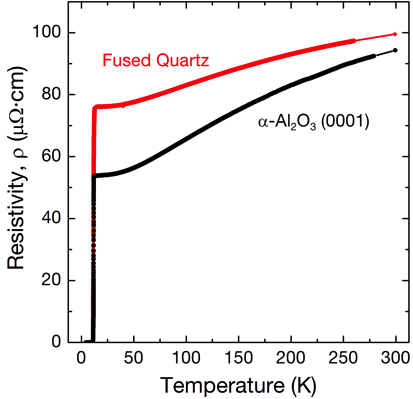 100
80
60
40
20
0
Resistivity, ρ (μΩ·cm)
Fused Quartz
α-Al₂O₃ (0001)
0 50 100 150 200 250 300
Temperature (K)